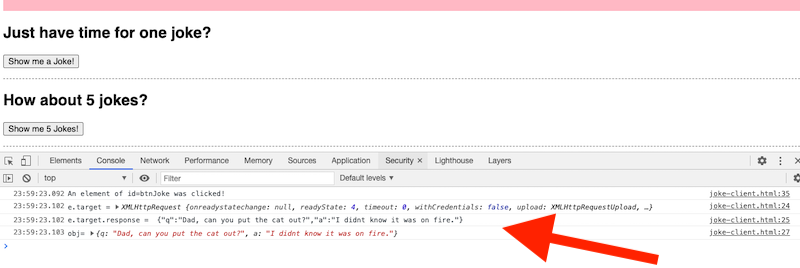 Just have time for one joke?
Show me a Joke!
How about 5 jokes?
Show me 5 Jokes!
Elements Console Network Performance Memory Sources Application Security × Lighthouse Layers
top ▼ Filter Default levels ▼
23:59:23.092 An element of id=btnJoke was clicked! joke-client.html:35
23:59:23.102 e.target = ▶XMLHttpRequest {onreadystatechange: null, readyState: 4, timeout: 0, withCredentials: false, upload: XMLHttpRequestUpload, …} joke-client.html:24
23:59:23.102 e.target.response = {"q":"Dad, can you put the cat out?","a":"I didnt know it was on fire."} joke-client.html:25
23:59:23.103 obj= ▶{q: "Dad, can you put the cat out?", a: "I didnt know it was on fire."} joke-client.html:27
>